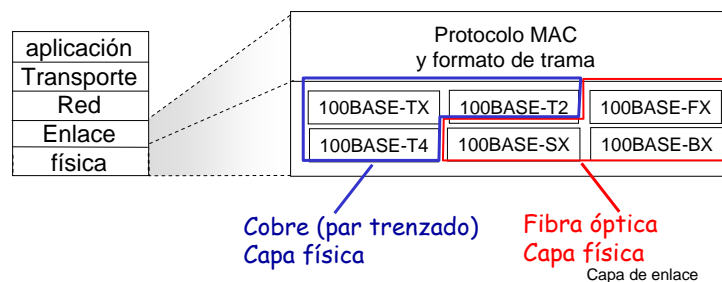 aplicación
Transporte
Red
Enlace
física
Protocolo MAC
y formato de trama
100BASE-TX
100BASE-T2
100BASE-FX
100BASE-T4
100BASE-SX
100BASE-BX
Cobre (par trenzado)
Capa física
Fibra óptica
Capa física
Capa de enlace